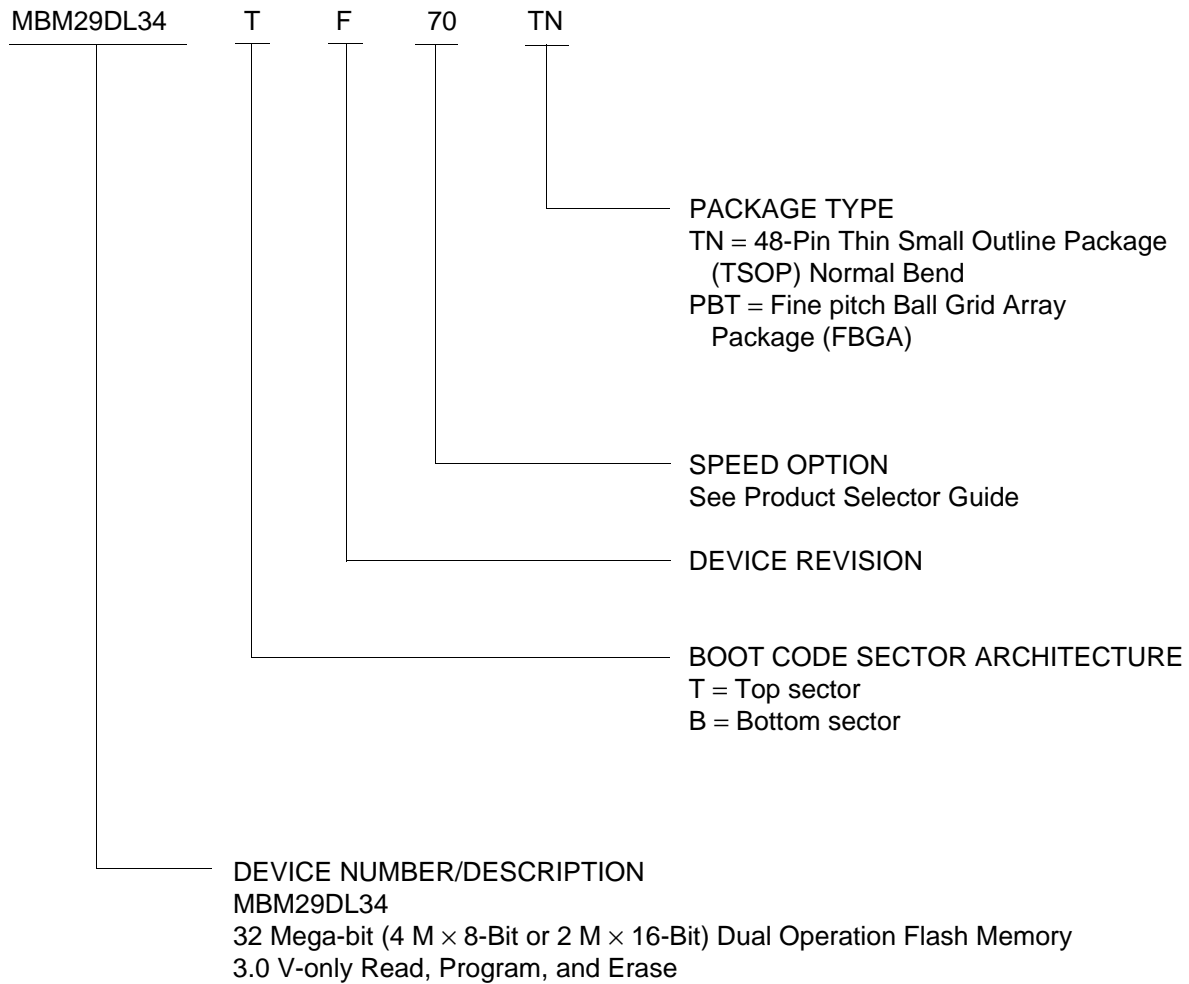 MBM29DL34 T F 70 TN
PACKAGE TYPE
TN = 48-Pin Thin Small Outline Package
(TSOP) Normal Bend
PBT = Fine pitch Ball Grid Array
Package (FBGA)
SPEED OPTION
See Product Selector Guide
DEVICE REVISION
BOOT CODE SECTOR ARCHITECTURE
T = Top sector
B = Bottom sector
DEVICE NUMBER/DESCRIPTION
MBM29DL34
32 Mega-bit (4 M × 8-Bit or 2 M × 16-Bit) Dual Operation Flash Memory
3.0 V-only Read, Program, and Erase